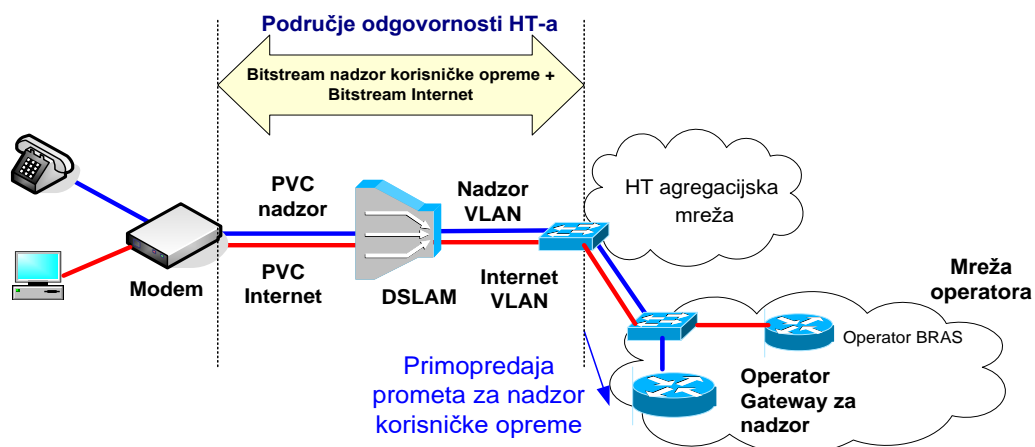 Područje odgovornosti HT-a
Bitstream nadzor korisničke opreme +
Bitstream Internet
HT agregacijska
mreža
PVC
nadzor
Nadzor
VLAN
Modem
PVC
Internet
DSLAM
Internet
VLAN
Mreža
operatora
Operator BRAS
Primopredaja
prometa za nadzor
korisničke opreme
Operator
Gateway za
nadzor